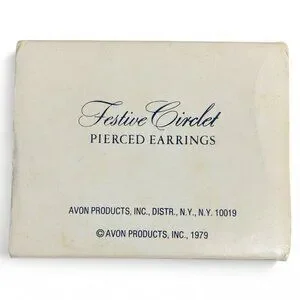 Festive Circlet
PIERCED EARRINGS
AVON PRODUCTS, INC., DISTR., N.Y., N.Y. 10019
© AVON PRODUCTS, INC., 1979